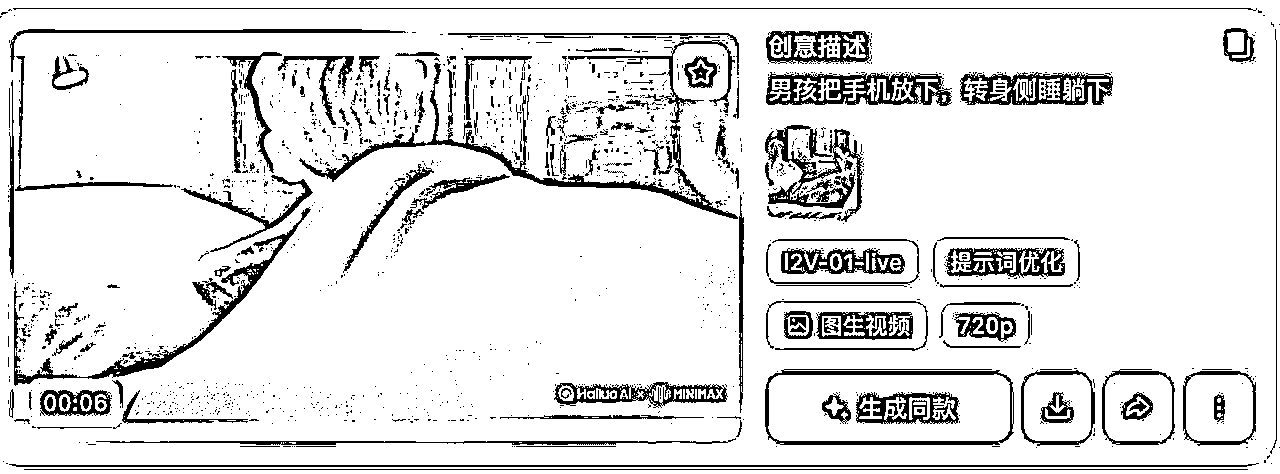 创意描述
男孩把手机放下，转身侧睡躺下
I2V-01-live
提示词优化
图生视频
720p
00:06
Hailuo AI × MINIMAX
生成同款